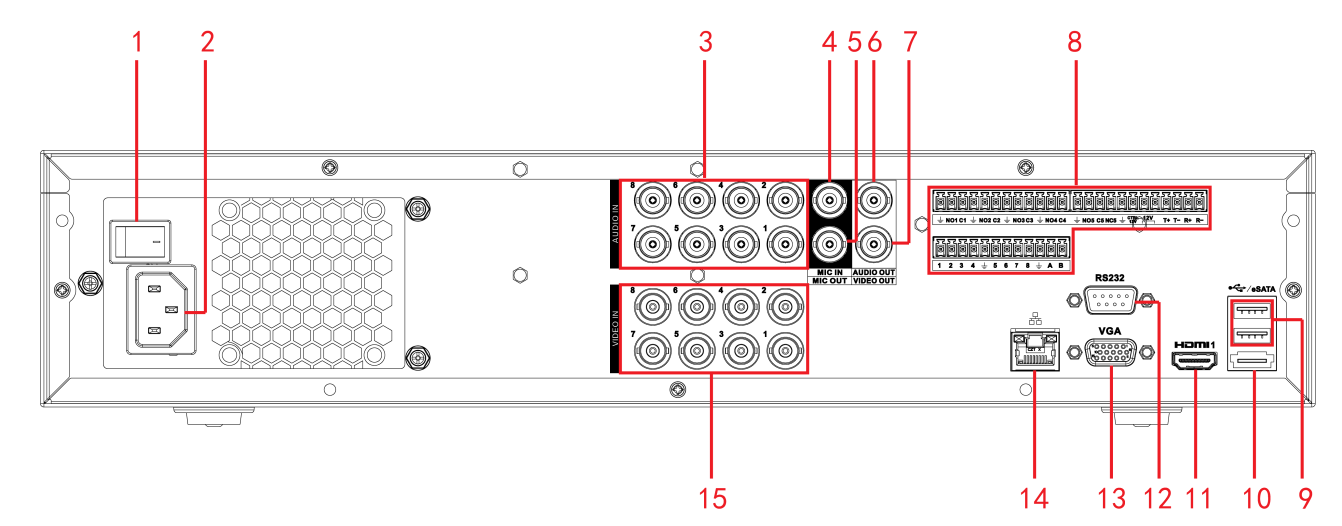 1 2 3 4 5 6 7 8
8 6 4 2
AUDIO IN
7 5 3 1
MIC IN AUDIO OUT
MIC OUT VIDEO OUT
⏚ NO1 C1 ⏚ NO2 C2 ⏚ NO3 C3 ⏚ NO4 C4 ⏚ NO5 C5 NC5 ⏚ T+ T− R+ R−
1 2 3 4 ⏚ 5 6 7 8 ⏚ A B
RS232
/eSATA
8 6 4 2
VIDEO IN
7 5 3 1
VGA
HDMI 1
15 14 13 12 11 10 9